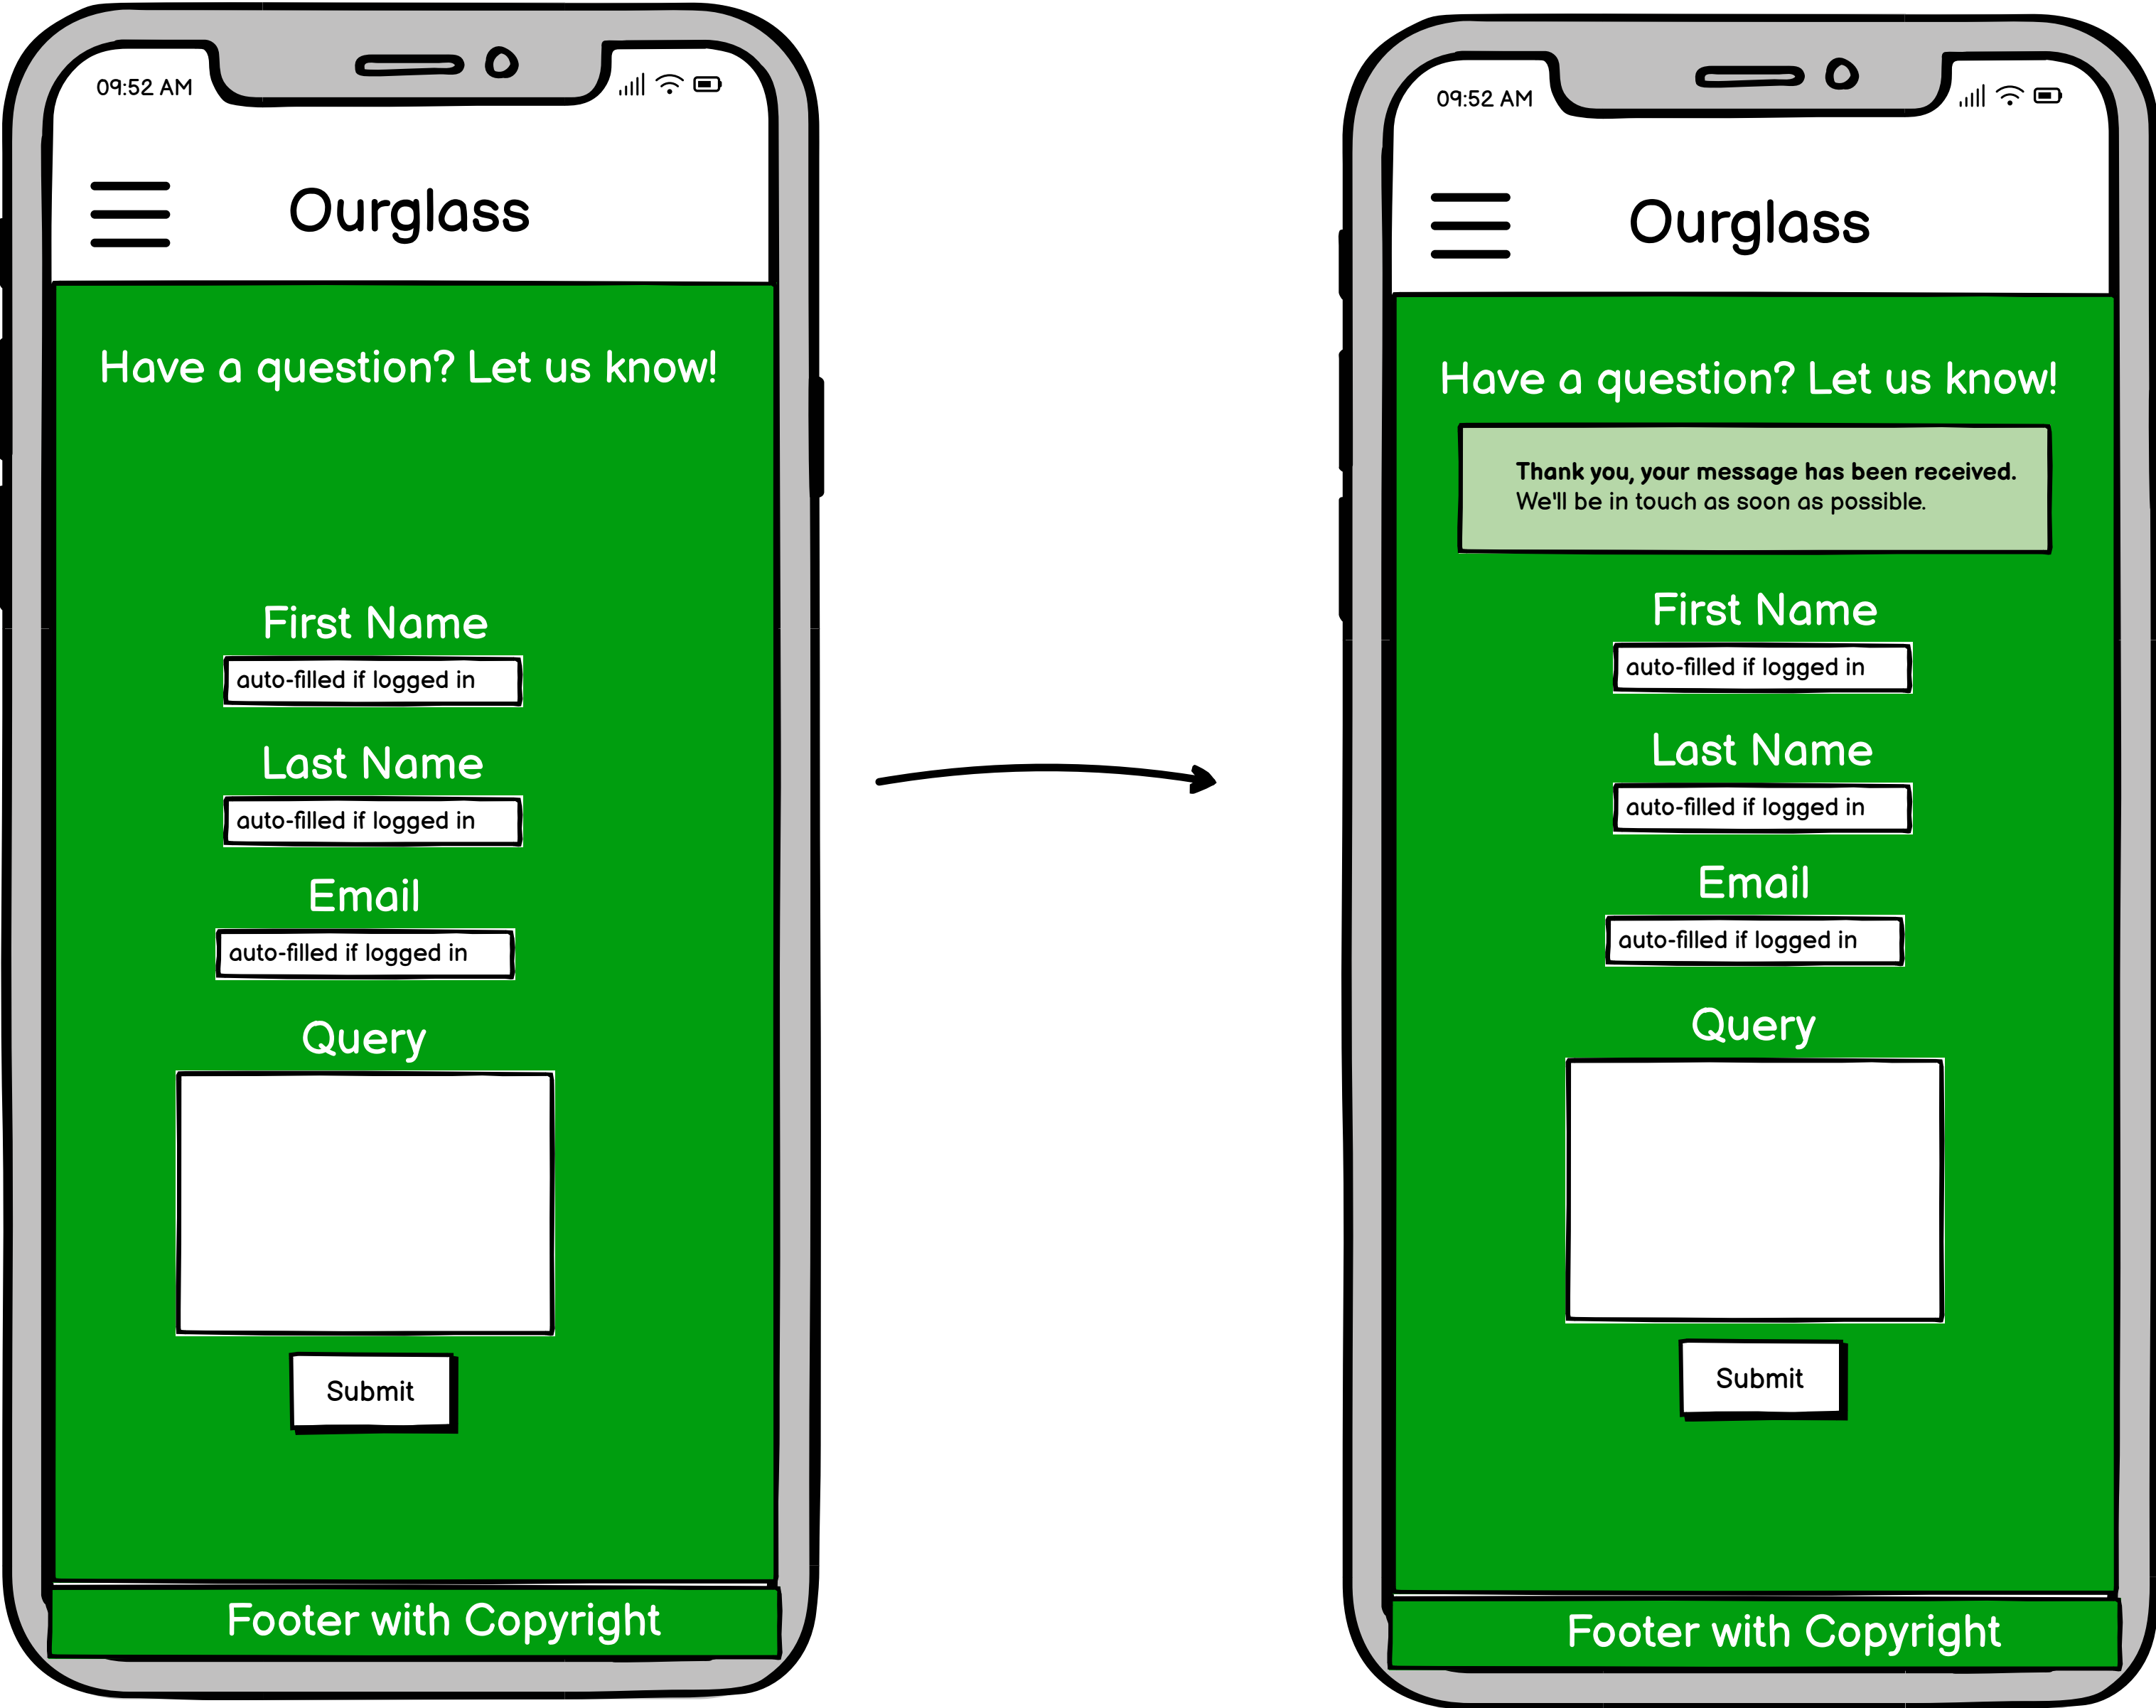 09:52 AM
Ourglass
Have a question? Let us know!
First Name
auto-filled if logged in
Last Name
auto-filled if logged in
Email
auto-filled if logged in
Query
Submit
Footer with Copyright
09:52 AM
Ourglass
Have a question? Let us know!
Thank you, your message has been received.
We'll be in touch as soon as possible.
First Name
auto-filled if logged in
Last Name
auto-filled if logged in
Email
auto-filled if logged in
Query
Submit
Footer with Copyright